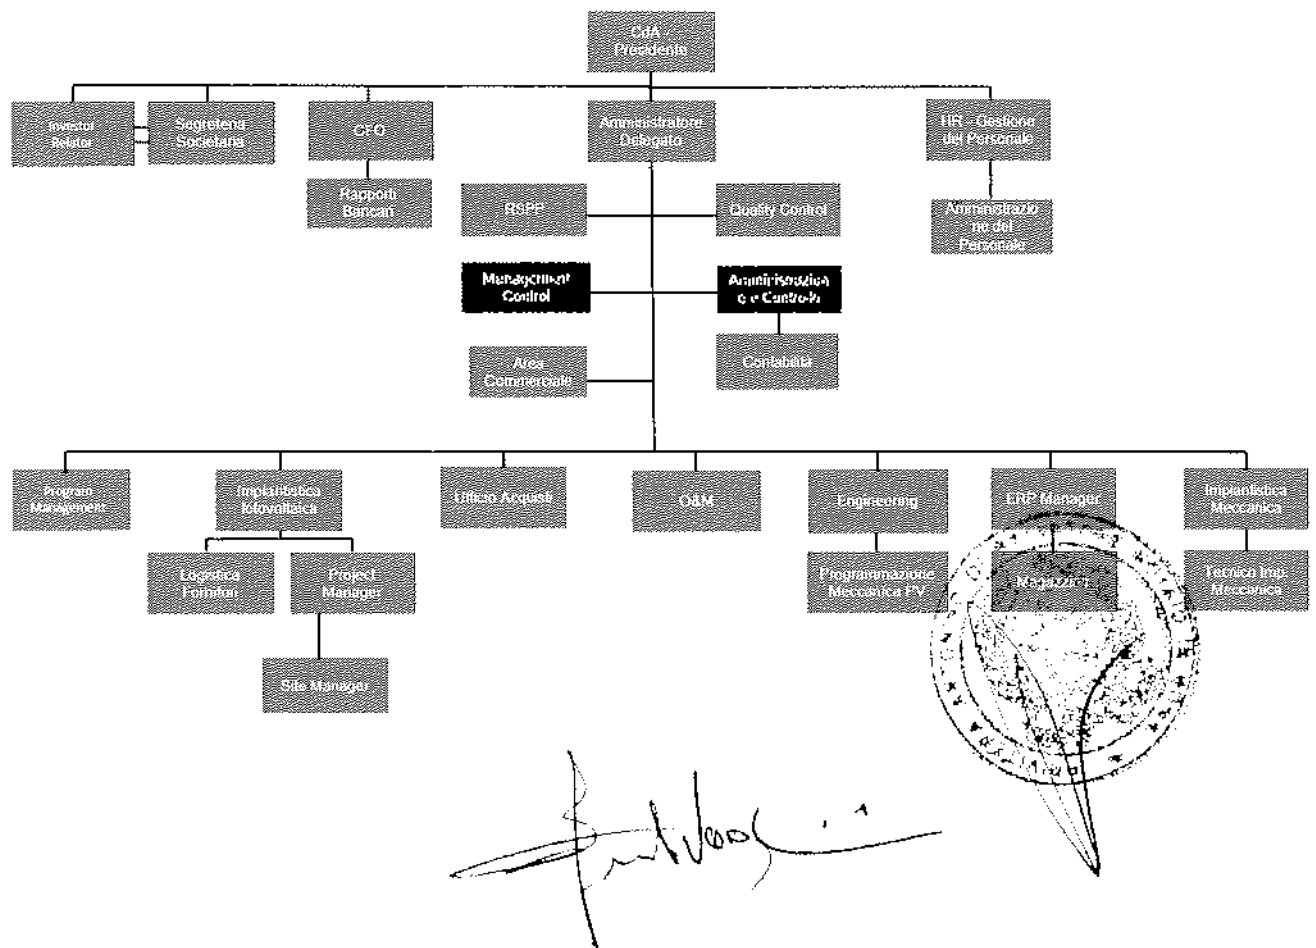 CdA -
Presidente
Investor
Relator
Segreteria
Societaria
CFO
Amministratore
Delegato
HR - Gestione
del Personale
Rapporti
Bancari
RSPP
Quality Control
Amministrazio
ne del
Personale
Management
Control
Amministrazion
e e Controllo
Area
Commerciale
Contabilità
Program
Management
Impiantistica
fotovoltaica
Ufficio Acquisti
O&M
Engineering
ERP Manager
Impiantistica
Meccanica
Logistica
Fornitori
Project
Manager
Programmazione
Meccanica PV
Magazzino
Tecnico Imp.
Meccanica
Site Manager